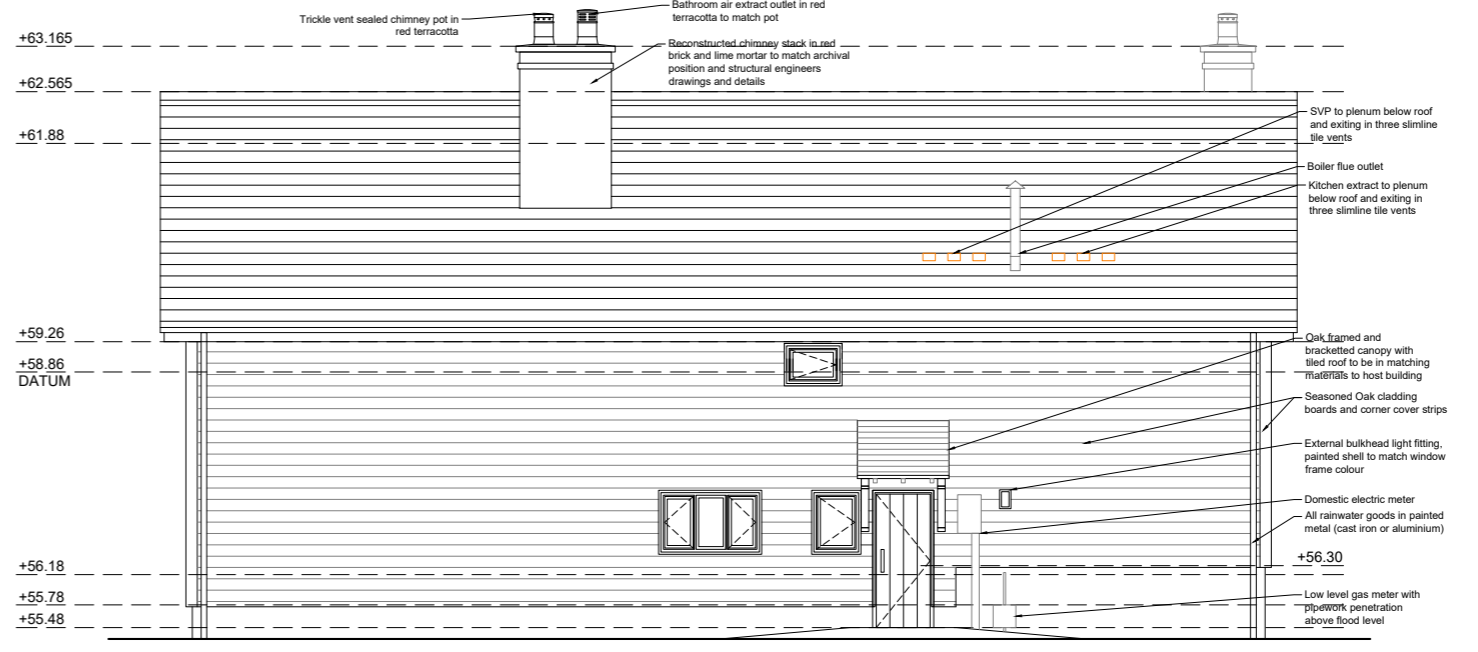 Trickle vent sealed chimney pot in
red terracotta
Bathroom air extract outlet in red
terracotta to match pot
Reconstructed chimney stack in red
brick and lime mortar to match archival
position and structural engineers
drawings and details
+63.165
+62.565
+61.88
+59.26
+58.86
DATUM
+56.18
+55.78
+55.48
SVP to plenum below roof
and exiting in three slimline
tile vents
Boiler flue outlet
Kitchen extract to plenum
below roof and exiting in
three slimline tile vents
Oak framed and
bracketted canopy with
tiled roof to be in matching
materials to host building
Seasoned Oak cladding
boards and corner cover strips
External bulkhead light fitting,
painted shell to match window
frame colour
Domestic electric meter
All rainwater goods in painted
metal (cast iron or aluminium)
+56.30
Low level gas meter with
pipework penetration
above flood level